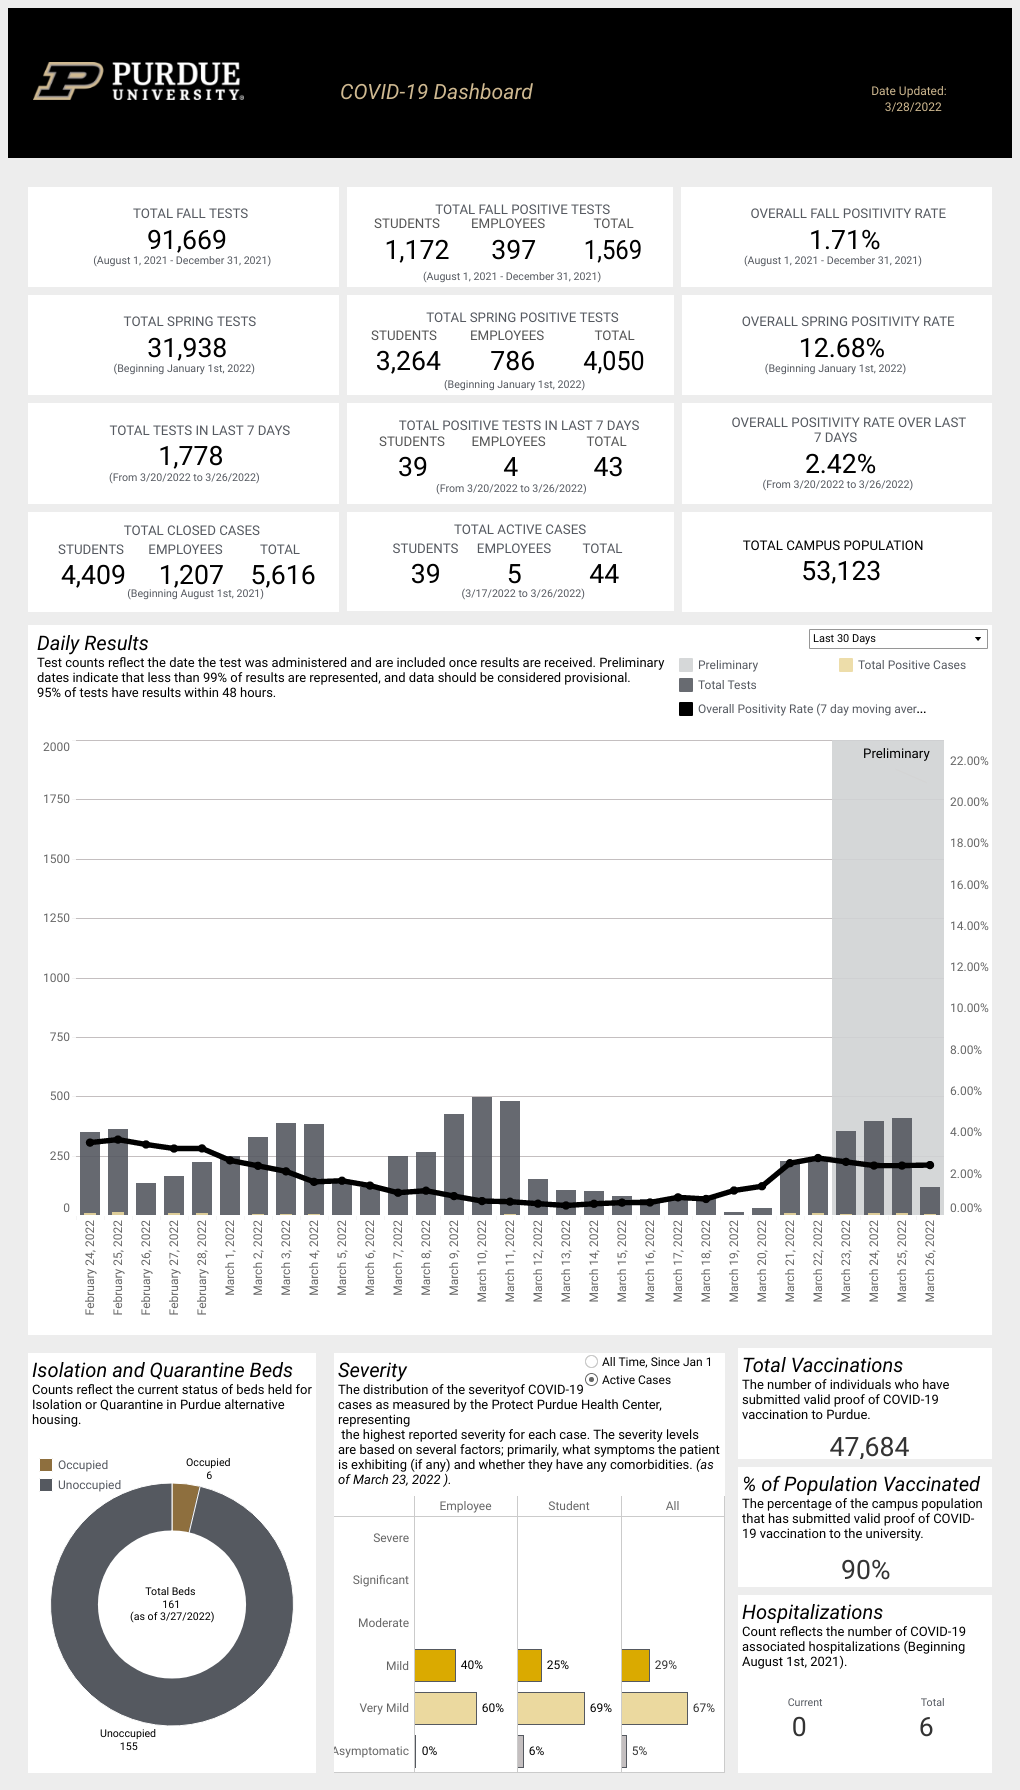 PURDUE
UNIVERSITY®
COVID-19 Dashboard
Date Updated:
3/28/2022
TOTAL FALL TESTS
91,669
(August 1, 2021 - December 31, 2021)
TOTAL FALL POSITIVE TESTS
STUDENTS EMPLOYEES TOTAL
1,172 397 1,569
(August 1, 2021 - December 31, 2021)
OVERALL FALL POSITIVITY RATE
1.71%
(August 1, 2021 - December 31, 2021)
TOTAL SPRING TESTS
31,938
(Beginning January 1st, 2022)
TOTAL SPRING POSITIVE TESTS
STUDENTS EMPLOYEES TOTAL
3,264 786 4,050
(Beginning January 1st, 2022)
OVERALL SPRING POSITIVITY RATE
12.68%
(Beginning January 1st, 2022)
TOTAL TESTS IN LAST 7 DAYS
1,778
(From 3/20/2022 to 3/26/2022)
TOTAL POSITIVE TESTS IN LAST 7 DAYS
STUDENTS EMPLOYEES TOTAL
39 4 43
(From 3/20/2022 to 3/26/2022)
OVERALL POSITIVITY RATE OVER LAST
7 DAYS
2.42%
(From 3/20/2022 to 3/26/2022)
TOTAL CLOSED CASES
STUDENTS EMPLOYEES TOTAL
4,409 1,207 5,616
(Beginning August 1st, 2021)
TOTAL ACTIVE CASES
STUDENTS EMPLOYEES TOTAL
39 5 44
(3/17/2022 to 3/26/2022)
TOTAL CAMPUS POPULATION
53,123
Daily Results
Test counts reflect the date the test was administered and are included once results are received. Preliminary
dates indicate that less than 99% of results are represented, and data should be considered provisional.
95% of tests have results within 48 hours.
Last 30 Days
Preliminary
Total Positive Cases
Total Tests
Overall Positivity Rate (7 day moving aver...
Preliminary
2000
1750
1500
1250
1000
750
500
250
0
22.00%
20.00%
18.00%
16.00%
14.00%
12.00%
10.00%
8.00%
6.00%
4.00%
2.00%
0.00%
February 24, 2022
February 25, 2022
February 26, 2022
February 27, 2022
February 28, 2022
March 1, 2022
March 2, 2022
March 3, 2022
March 4, 2022
March 5, 2022
March 6, 2022
March 7, 2022
March 8, 2022
March 9, 2022
March 10, 2022
March 11, 2022
March 12, 2022
March 13, 2022
March 14, 2022
March 15, 2022
March 16, 2022
March 17, 2022
March 18, 2022
March 19, 2022
March 20, 2022
March 21, 2022
March 22, 2022
March 23, 2022
March 24, 2022
March 25, 2022
March 26, 2022
Isolation and Quarantine Beds
Counts reflect the current status of beds held for
Isolation or Quarantine in Purdue alternative
housing.
Occupied
Unoccupied
Occupied
6
Total Beds
161
(as of 3/27/2022)
Unoccupied
155
Severity
All Time, Since Jan 1
Active Cases
The distribution of the severityof COVID-19
cases as measured by the Protect Purdue Health Center,
representing
the highest reported severity for each case. The severity levels
are based on several factors; primarily, what symptoms the patient
is exhibiting (if any) and whether they have any comorbidities. (as
of March 23, 2022 ).
Employee Student All
Severe
Significant
Moderate
Mild 40% 25% 29%
Very Mild 60% 69% 67%
Asymptomatic 0% 6% 5%
Total Vaccinations
The number of individuals who have
submitted valid proof of COVID-19
vaccination to Purdue.
47,684
% of Population Vaccinated
The percentage of the campus population
that has submitted valid proof of COVID-
19 vaccination to the university.
90%
Hospitalizations
Count reflects the number of COVID-19
associated hospitalizations (Beginning
August 1st, 2021).
Current Total
0 6